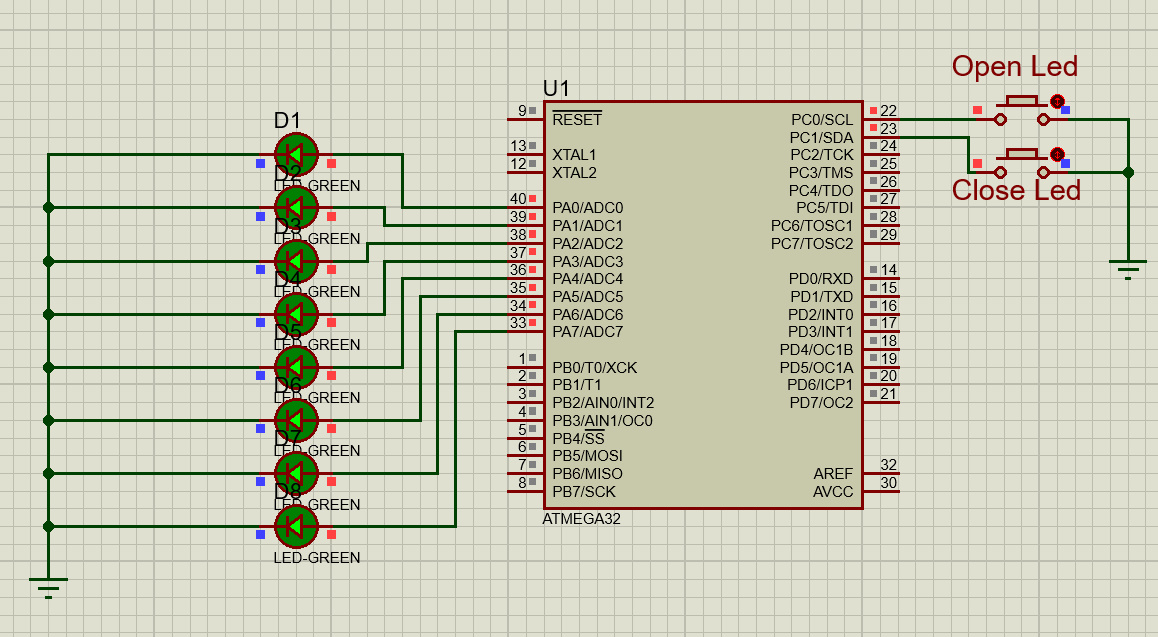 Open Led
Close Led
U1
ATMEGA32
9 RESET
13 XTAL1
12 XTAL2
40 PA0/ADC0
39 PA1/ADC1
38 PA2/ADC2
37 PA3/ADC3
36 PA4/ADC4
35 PA5/ADC5
34 PA6/ADC6
33 PA7/ADC7
1 PB0/T0/XCK
2 PB1/T1
3 PB2/AIN0/INT2
4 PB3/AIN1/OC0
5 PB4/SS
6 PB5/MOSI
7 PB6/MISO
8 PB7/SCK
PC0/SCL 22
PC1/SDA 23
PC2/TCK 24
PC3/TMS 25
PC4/TDO 26
PC5/TDI 27
PC6/TOSC1 28
PC7/TOSC2 29
PD0/RXD 14
PD1/TXD 15
PD2/INT0 16
PD3/INT1 17
PD4/OC1B 18
PD5/OC1A 19
PD6/ICP1 20
PD7/OC2 21
AREF 32
AVCC 30
D1
LED-GREEN
D2
LED-GREEN
D3
LED-GREEN
D4
LED-GREEN
D5
LED-GREEN
D6
LED-GREEN
D7
LED-GREEN
D8
LED-GREEN